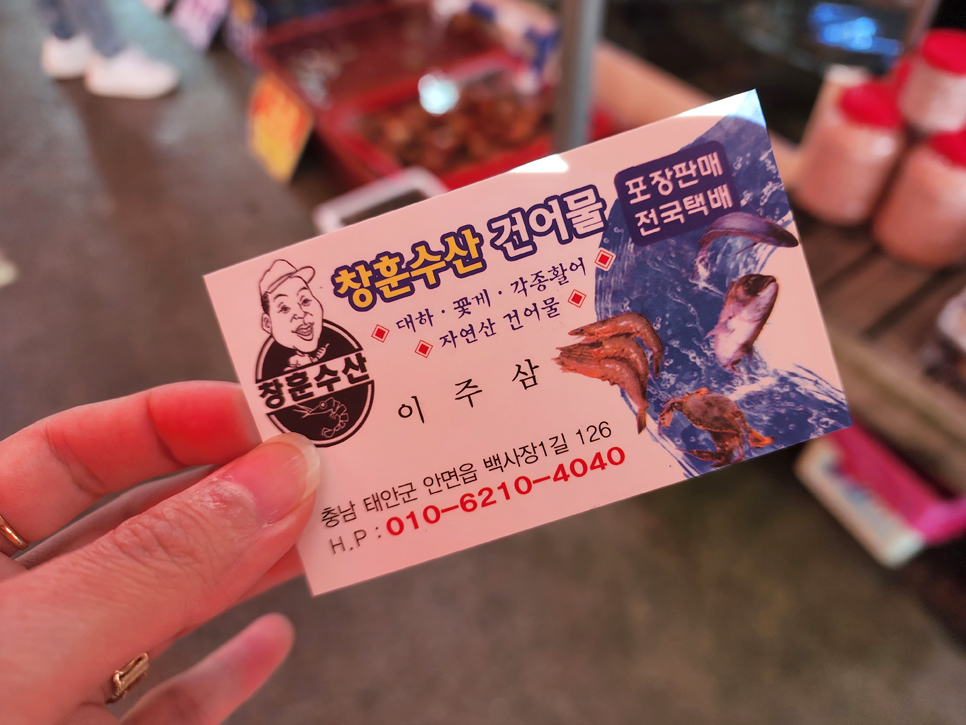 포장판매
전국택배
창훈수산 건어물
대하 · 꽃게 · 각종활어
자연산 건어물
창훈수산
이 주 삼
충남 태안군 안면읍 백사장1길 126
H.P : 010-6210-4040